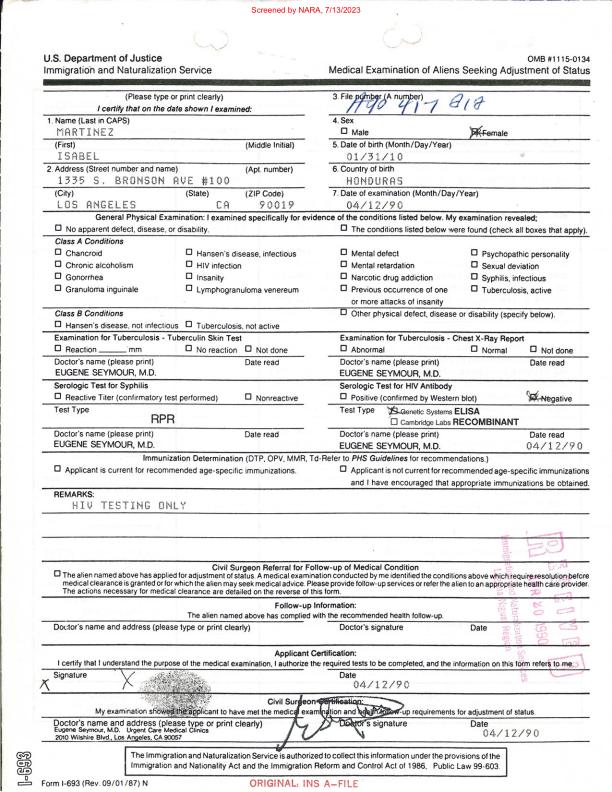 Screened by NARA, 7/13/2023
U.S. Department of Justice
Immigration and Naturalization Service
OMB #1115-0134
Medical Examination of Aliens Seeking Adjustment of Status
(Please type or print clearly)
I certify that on the date shown I examined:
3. File number (A number)
A90 417 818
1. Name (Last in CAPS)
MARTINEZ
4. Sex
☐ Male ☒ Female
(First) (Middle Initial)
ISABEL
5. Date of birth (Month/Day/Year)
01/31/10
2. Address (Street number and name) (Apt. number)
1335 S. BRONSON AVE #100
6. Country of birth
HONDURAS
(City) (State) (ZIP Code)
LOS ANGELES CA 90019
7. Date of examination (Month/Day/Year)
04/12/90
General Physical Examination: I examined specifically for evidence of the conditions listed below. My examination revealed;
☐ No apparent defect, disease, or disability. ☐ The conditions listed below were found (check all boxes that apply).
Class A Conditions
☐ Chancroid ☐ Hansen's disease, infectious ☐ Mental defect ☐ Psychopathic personality
☐ Chronic alcoholism ☐ HIV infection ☐ Mental retardation ☐ Sexual deviation
☐ Gonorrhea ☐ Insanity ☐ Narcotic drug addiction ☐ Syphilis, infectious
☐ Granuloma inguinale ☐ Lymphogranuloma venereum ☐ Previous occurrence of one ☐ Tuberculosis, active
or more attacks of insanity
Class B Conditions
☐ Other physical defect, disease or disability (specify below).
☐ Hansen's disease, not infectious ☐ Tuberculosis, not active
Examination for Tuberculosis - Tuberculin Skin Test
☐ Reaction ______ mm ☐ No reaction ☐ Not done
Examination for Tuberculosis - Chest X-Ray Report
☐ Abnormal ☐ Normal ☐ Not done
Doctor's name (please print) Date read
EUGENE SEYMOUR, M.D.
Doctor's name (please print) Date read
EUGENE SEYMOUR, M.D.
Serologic Test for Syphilis
☐ Reactive Titer (confirmatory test performed) ☐ Nonreactive
Serologic Test for HIV Antibody
☐ Positive (confirmed by Western blot) ☒ Negative
Test Type
RPR
Test Type ☒ Genetic Systems ELISA
☐ Cambridge Labs RECOMBINANT
Doctor's name (please print) Date read
EUGENE SEYMOUR, M.D.
Doctor's name (please print) Date read
EUGENE SEYMOUR, M.D. 04/12/90
Immunization Determination (DTP, OPV, MMR, Td-Refer to PHS Guidelines for recommendations.)
☐ Applicant is current for recommended age-specific immunizations.
☐ Applicant is not current for recommended age-specific immunizations
and I have encouraged that appropriate immunizations be obtained.
REMARKS:
HIV TESTING ONLY
Civil Surgeon Referral for Follow-up of Medical Condition
☐ The alien named above has applied for adjustment of status. A medical examination conducted by me identified the conditions above which require resolution before
medical clearance is granted or for which the alien may seek medical advice. Please provide follow-up services or refer the alien to an appropriate health care provider.
The actions necessary for medical clearance are detailed on the reverse of this form.
Follow-up Information:
The alien named above has complied with the recommended health follow-up.
Doctor's name and address (please type or print clearly) Doctor's signature Date
Applicant Certification:
I certify that I understand the purpose of the medical examination, I authorize the required tests to be completed, and the information on this form refers to me.
Signature Date
X X 04/12/90
Civil Surgeon Certification:
My examination showed the applicant to have met the medical examination and health follow-up requirements for adjustment of status.
Doctor's name and address (please type or print clearly) Doctor's signature Date
Eugene Seymour, M.D. Urgent Care Medical Clinics
2010 Wilshire Blvd., Los Angeles, CA 90057
04/12/90
The Immigration and Naturalization Service is authorized to collect this information under the provisions of the
Immigration and Nationality Act and the Immigration Reform and Control Act of 1986, Public Law 99-603.
I-693
Form I-693 (Rev. 09/01/87) N
ORIGINAL INS A-FILE
RECEIVED